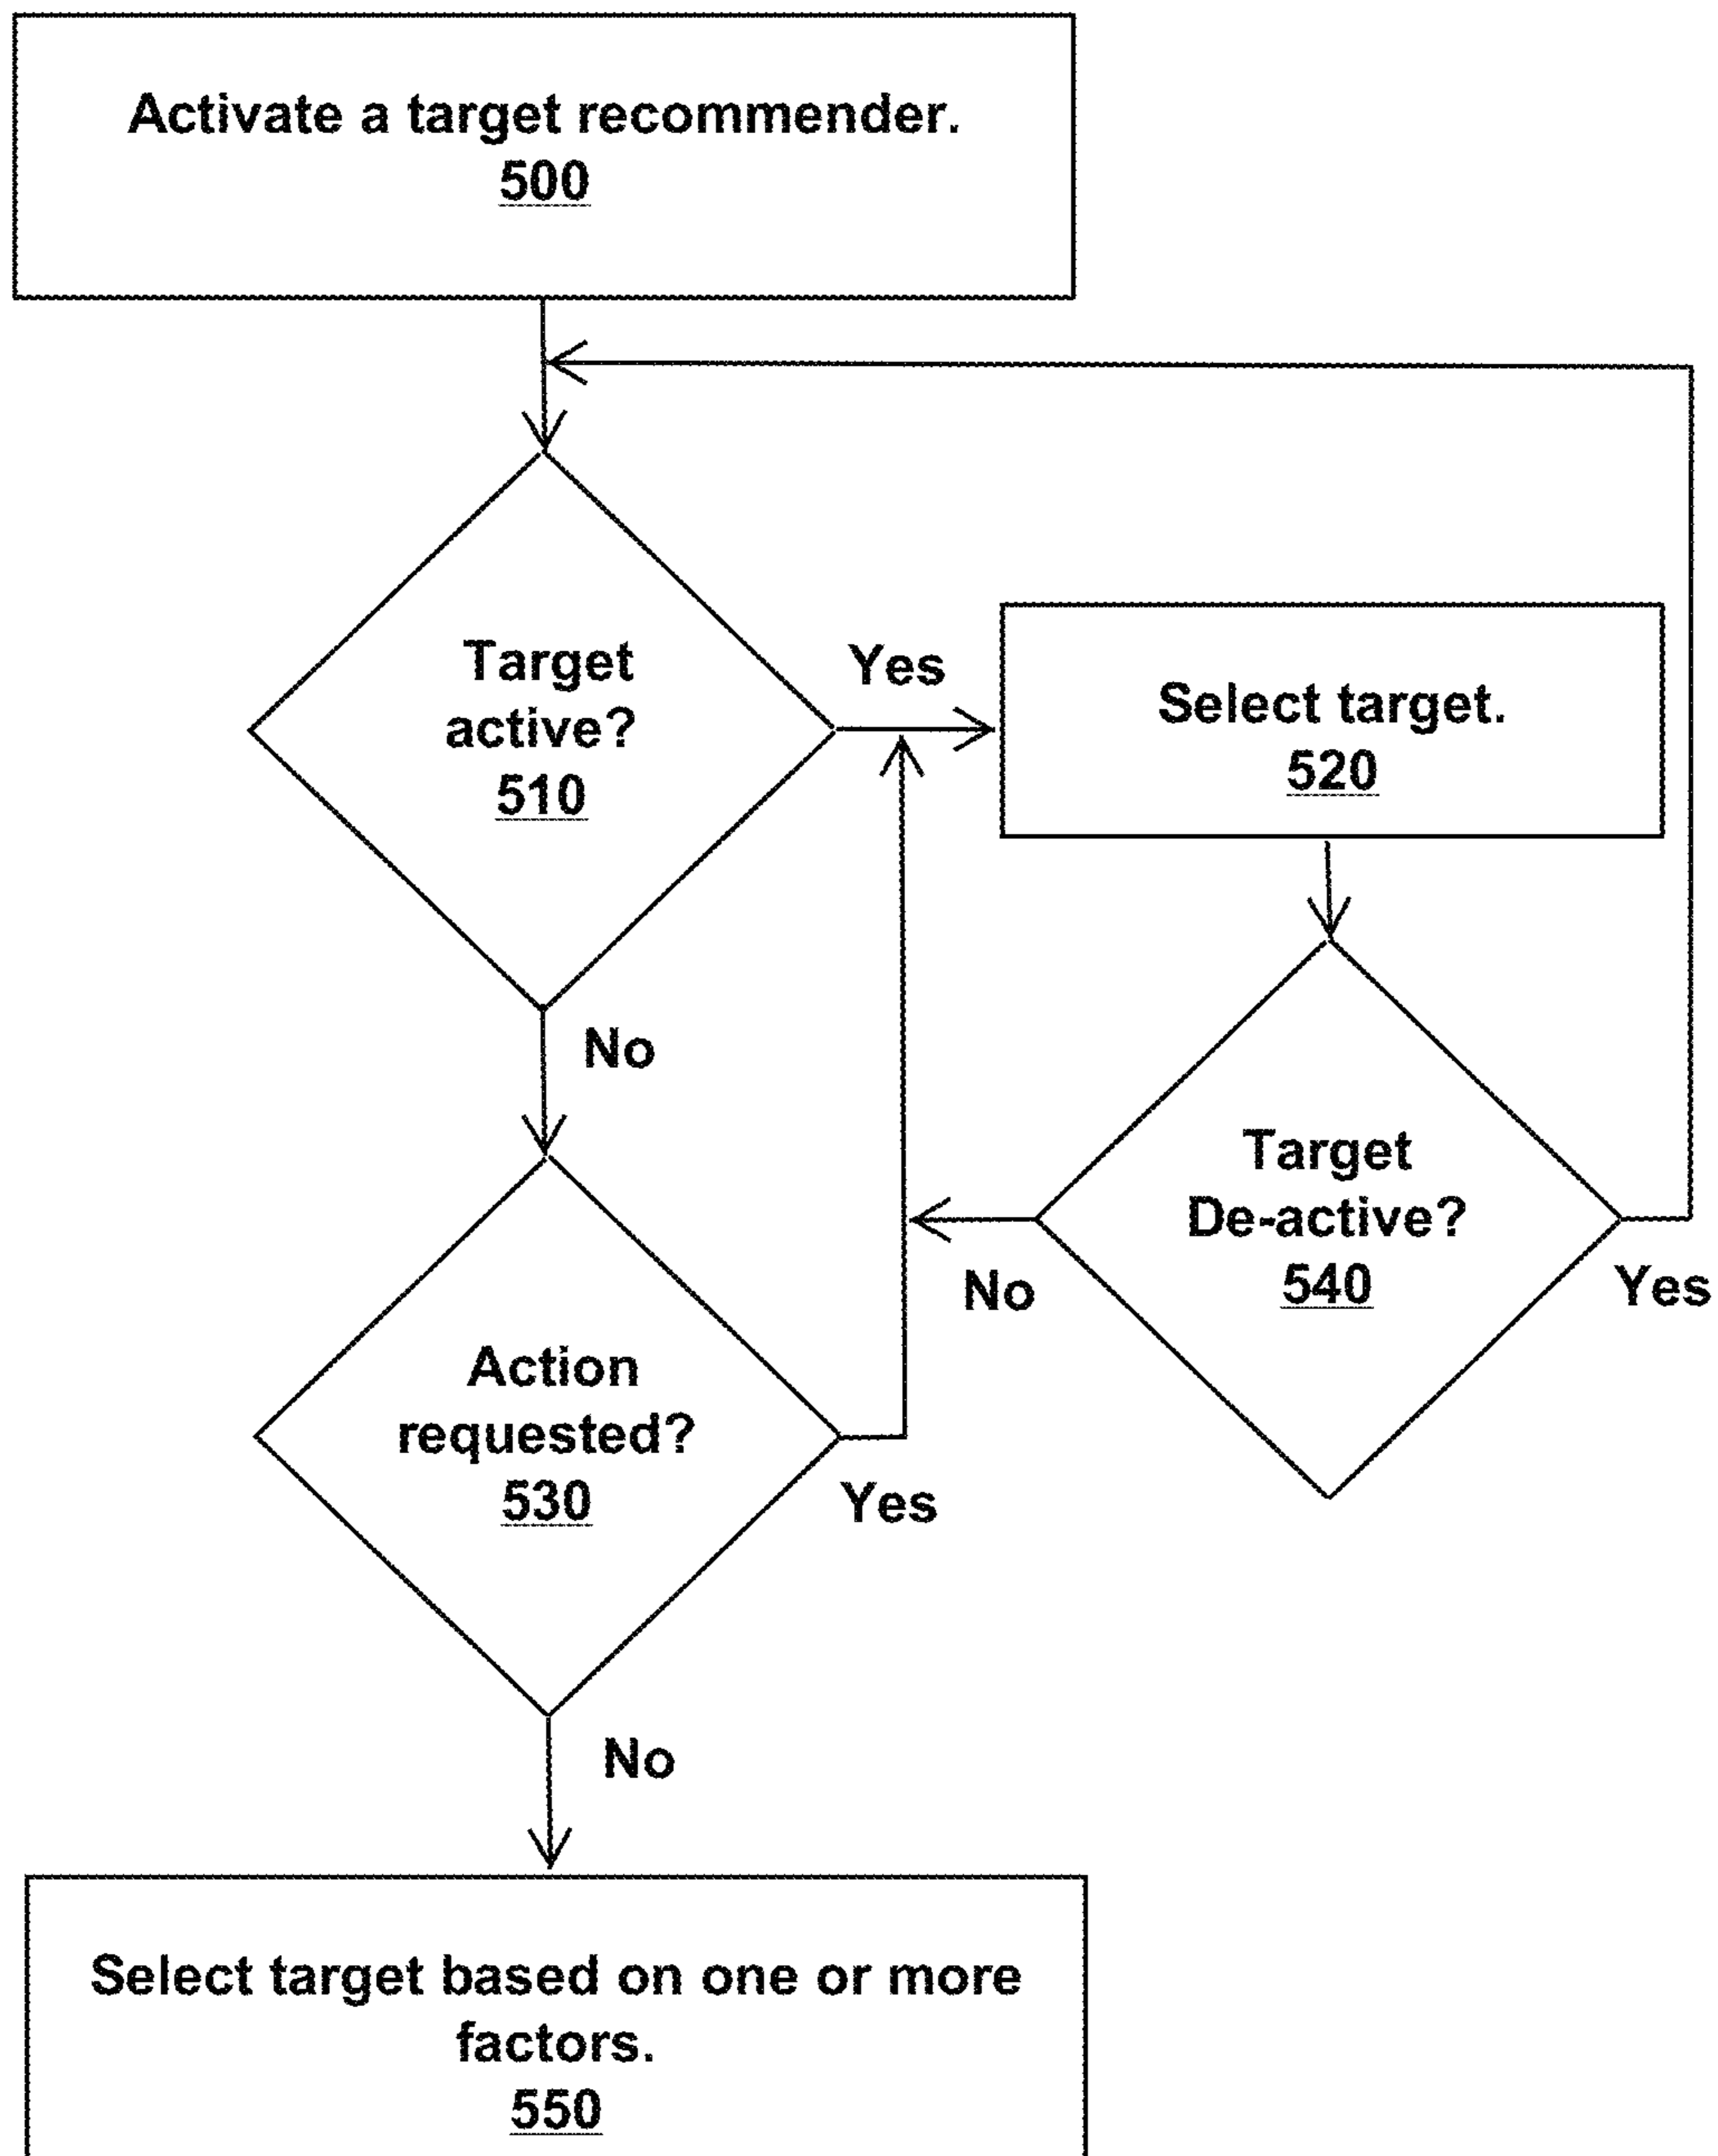 Activate a target recommender.
500
Target
active?
510
Yes
Select target.
520
No
Target
De-active?
540
No
Yes
Action
requested?
530
Yes
No
Select target based on one or more
factors.
550